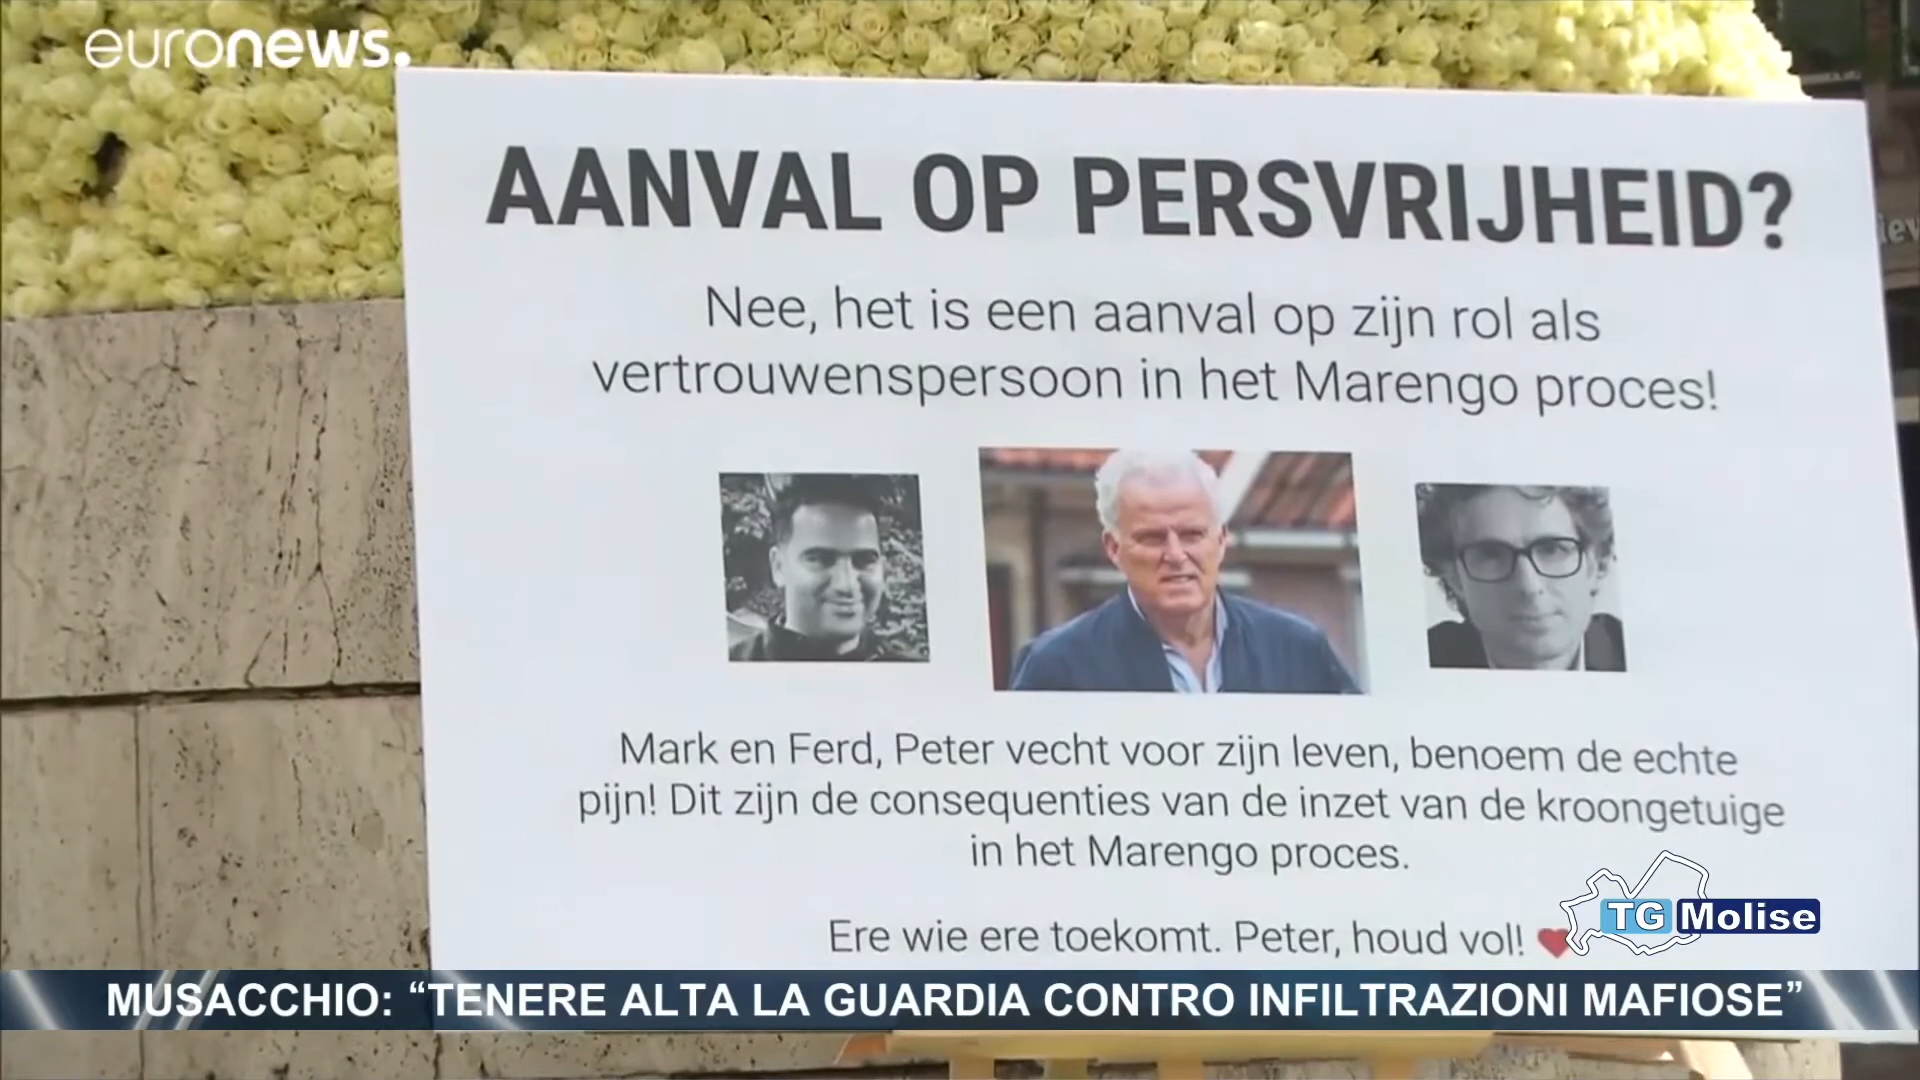 euronews.
AANVAL OP PERSVRIJHEID?
Nee, het is een aanval op zijn rol als
vertrouwenspersoon in het Marengo proces!
Mark en Ferd, Peter vecht voor zijn leven, benoem de echte
pijn! Dit zijn de consequenties van de inzet van de kroongetuige
in het Marengo proces.
Ere wie ere toekomt. Peter, houd vol!
TG Molise
MUSACCHIO: “TENERE ALTA LA GUARDIA CONTRO INFILTRAZIONI MAFIOSE”